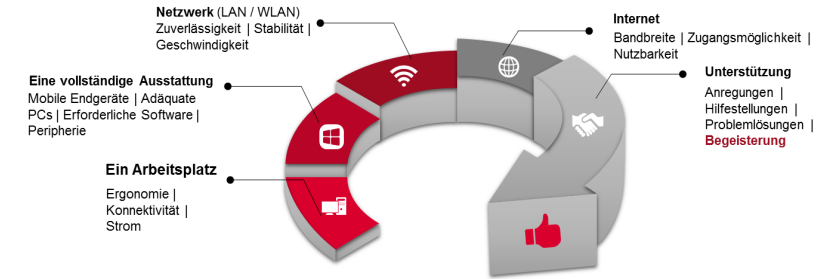 Netzwerk (LAN / WLAN)
Zuverlässigkeit | Stabilität |
Geschwindigkeit
Internet
Bandbreite | Zugangsmöglichkeit |
Nutzbarkeit
Eine vollständige Ausstattung
Mobile Endgeräte | Adäquate
PCs | Erforderliche Software |
Peripherie
Unterstützung
Anregungen |
Hilfestellungen |
Problemlösungen |
Begeisterung
Ein Arbeitsplatz
Ergonomie |
Konnektivität |
Strom